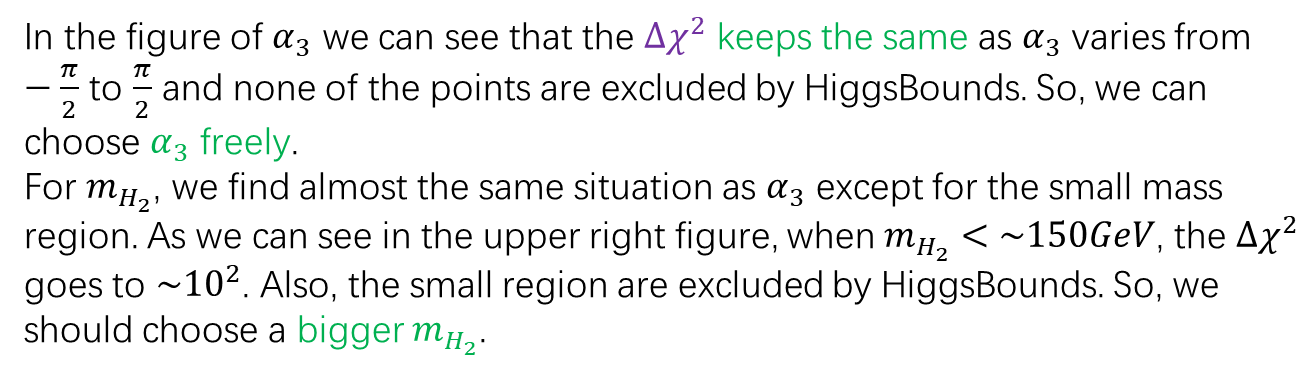 In the figure of α₃ we can see that the Δχ² keeps the same as α₃ varies from
−π/2 to π/2 and none of the points are excluded by HiggsBounds. So, we can
choose α₃ freely.
For m_{H₂}, we find almost the same situation as α₃ except for the small mass
region. As we can see in the upper right figure, when m_{H₂} < ~150GeV, the Δχ²
goes to ~10². Also, the small region are excluded by HiggsBounds. So, we
should choose a bigger m_{H₂}.